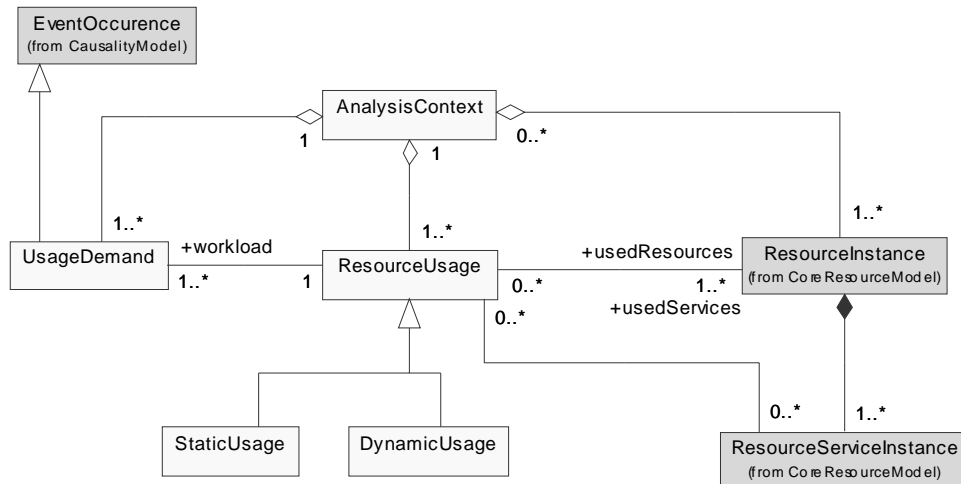 EventOccurence
(from CausalityModel)
AnalysisContext
1
1
0..*
1..*
1..*
1..*
UsageDemand
+workload
1..*
1
ResourceUsage
+usedResources
0..*
1..*
ResourceInstance
(from CoreResourceModel)
+usedServices
0..*
0..*
1..*
StaticUsage
DynamicUsage
ResourceServiceInstance
(from CoreResourceModel)